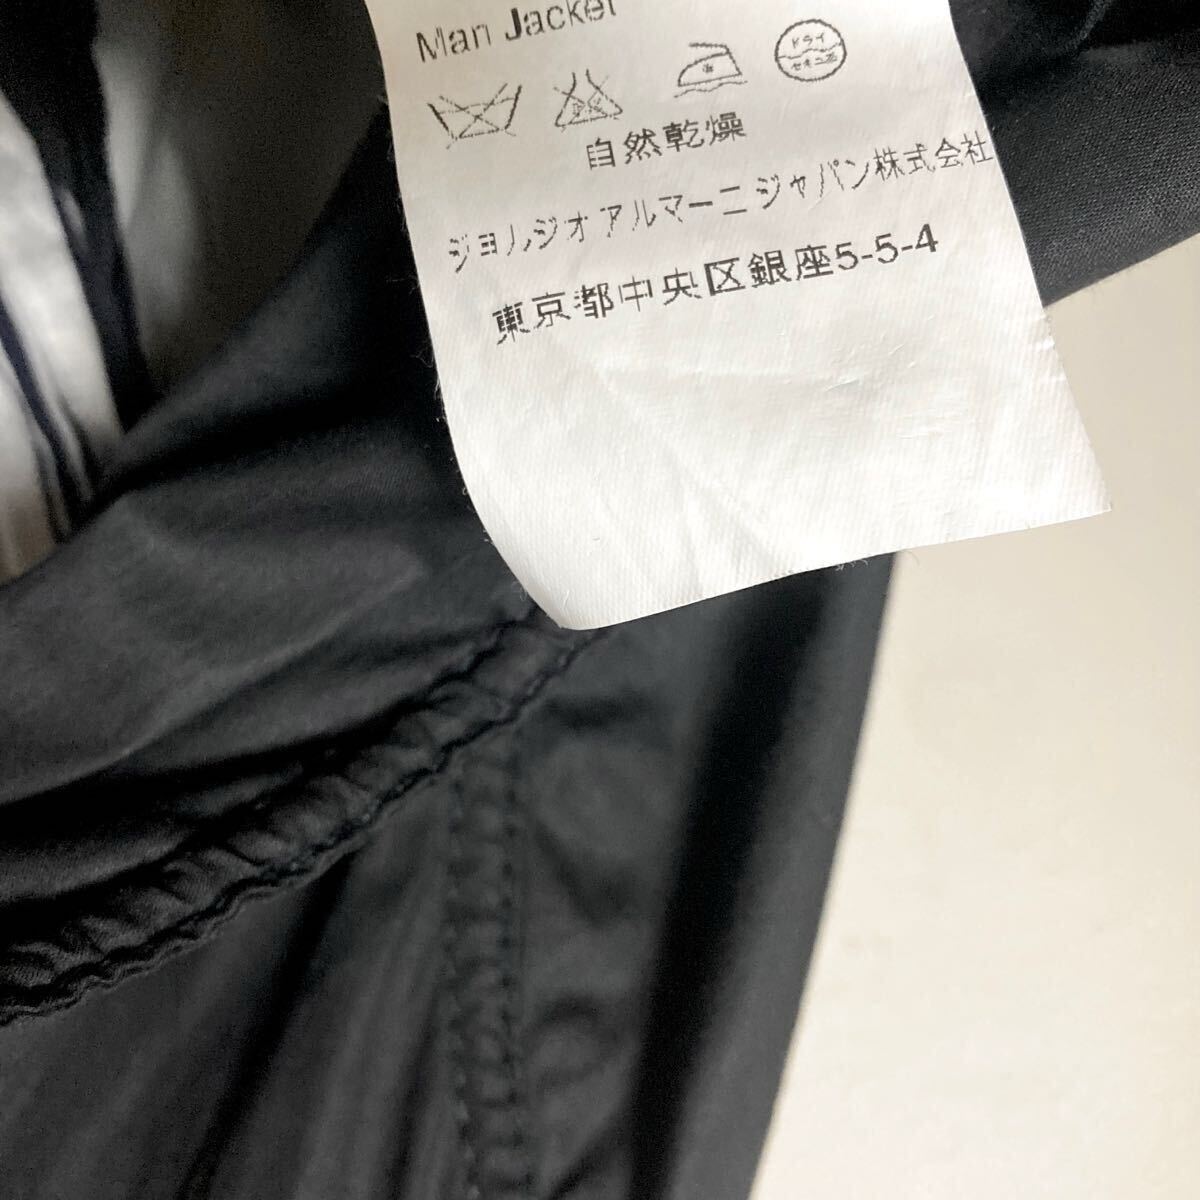 Man Jacket
ドライ
セキユ系
自然乾燥
ジョルジオ アルマーニ ジャパン株式会社
東京都中央区銀座5-5-4